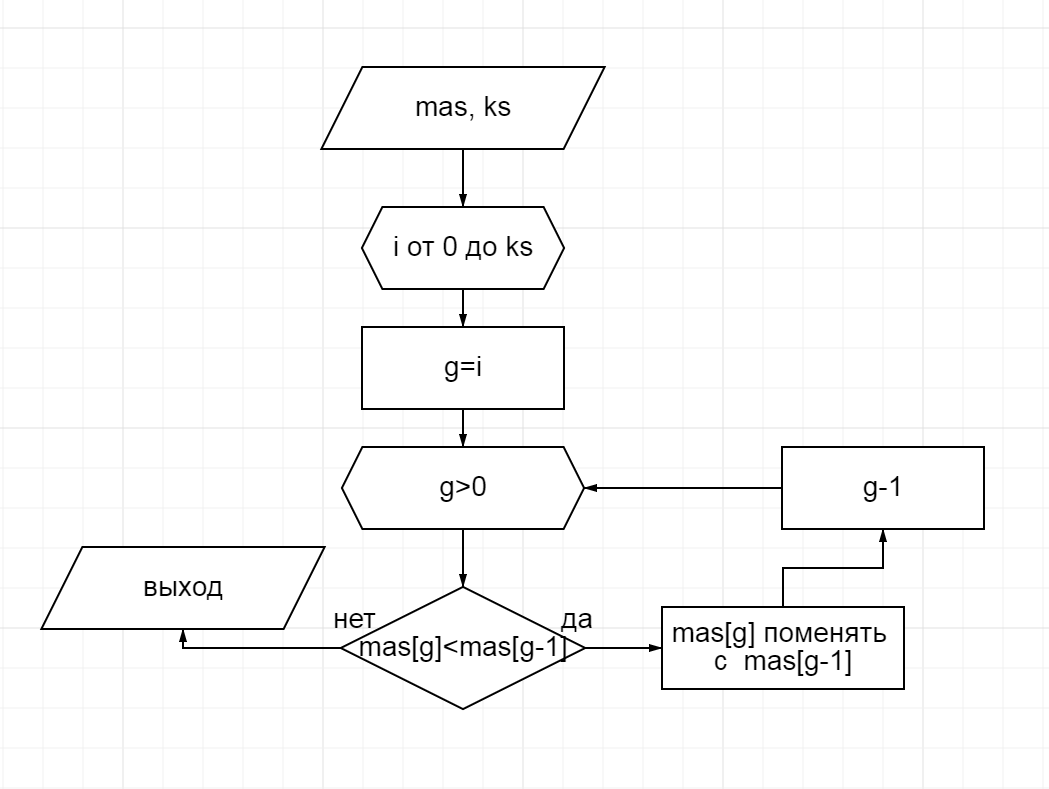 mas, ks
i от 0 до ks
g=i
g>0
g-1
выход
нет
да
mas[g]<mas[g-1]
mas[g] поменять
с mas[g-1]